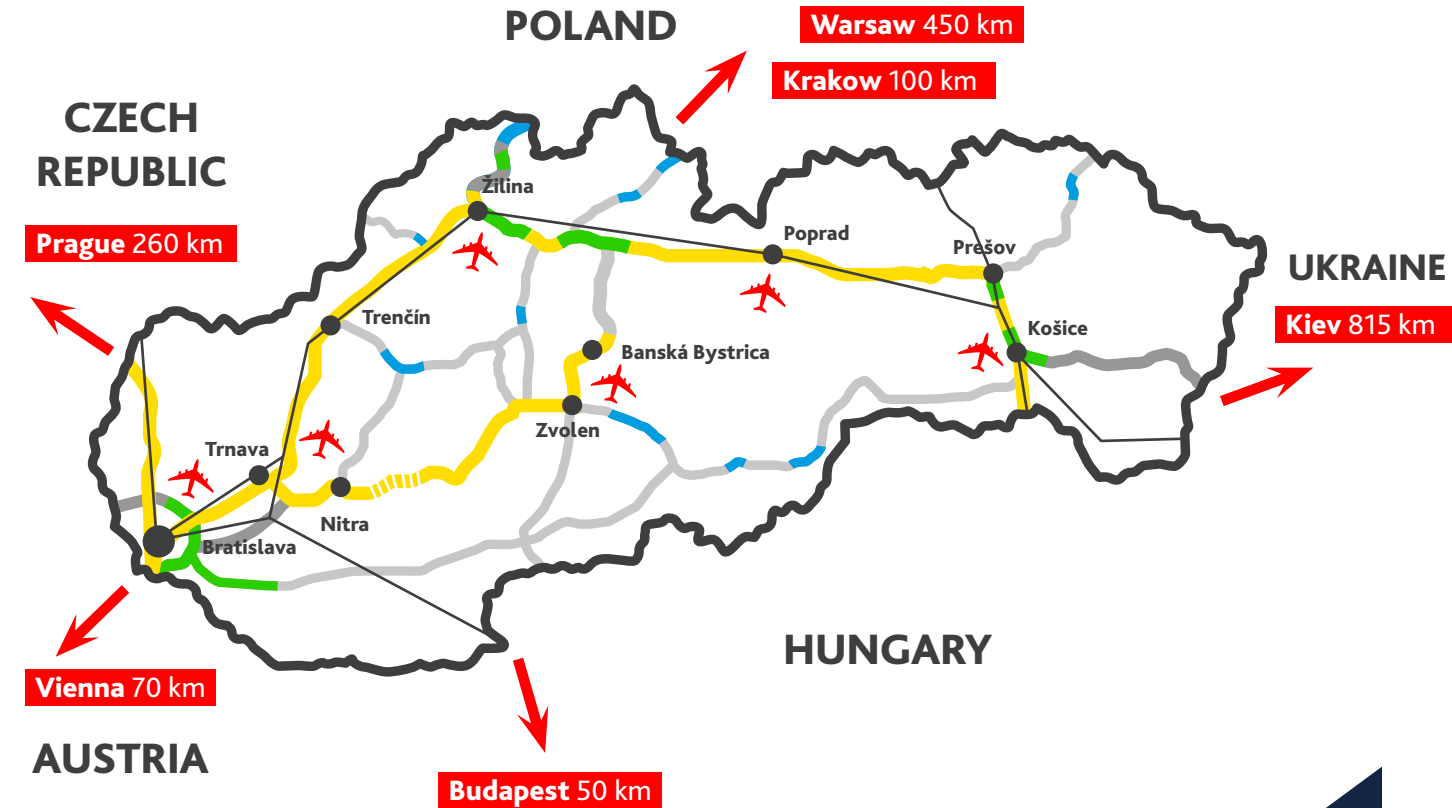 POLAND
Warsaw 450 km
Krakow 100 km
CZECH
REPUBLIC
Prague 260 km
Žilina
Poprad
Prešov
UKRAINE
Kiev 815 km
Trenčín
Košice
Banská Bystrica
Zvolen
Trnava
Nitra
Bratislava
HUNGARY
Vienna 70 km
AUSTRIA
Budapest 50 km